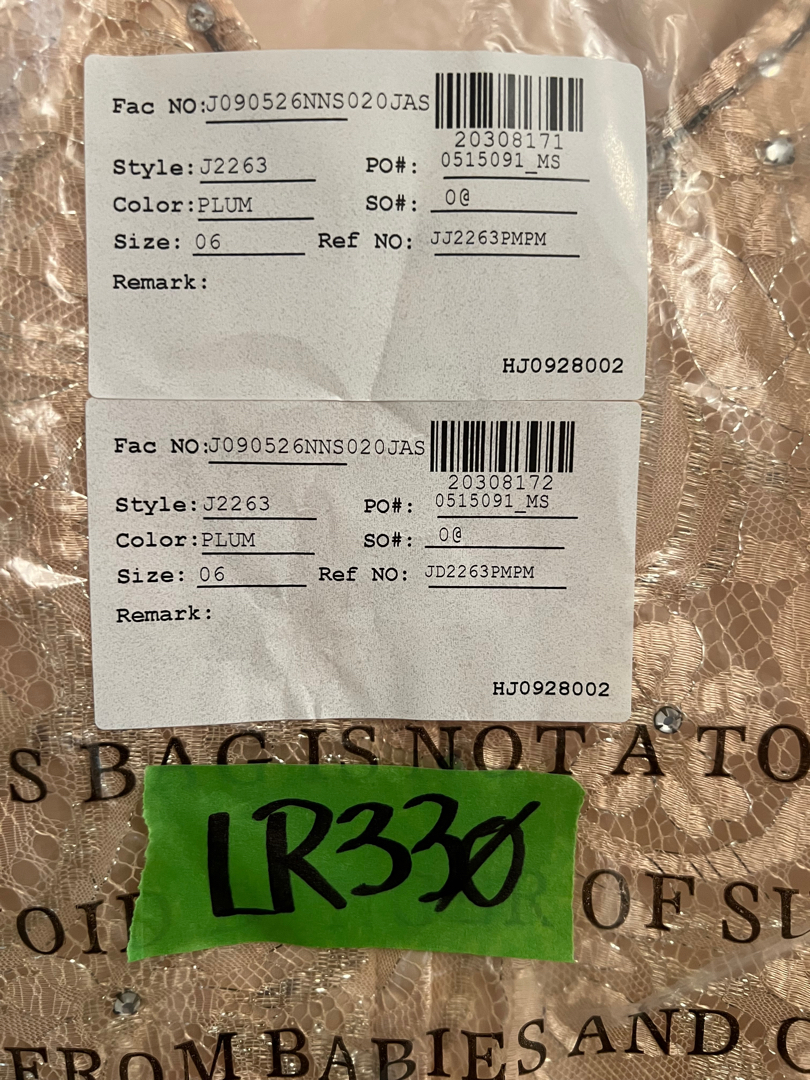 Fac NO:J090526NNS020JAS
20308171
Style:J2263 PO#: 0515091_MS
Color:PLUM SO#: 0@
Size: 06 Ref NO: JJ2263PMPM
Remark:
HJ0928002
Fac NO:J090526NNS020JAS
20308172
Style:J2263 PO#: 0515091_MS
Color:PLUM SO#: 0@
Size: 06 Ref NO: JD2263PMPM
Remark:
HJ0928002
S BAG IS NOT A TO
LR330
OID OF SU
FROM BABIES AND C